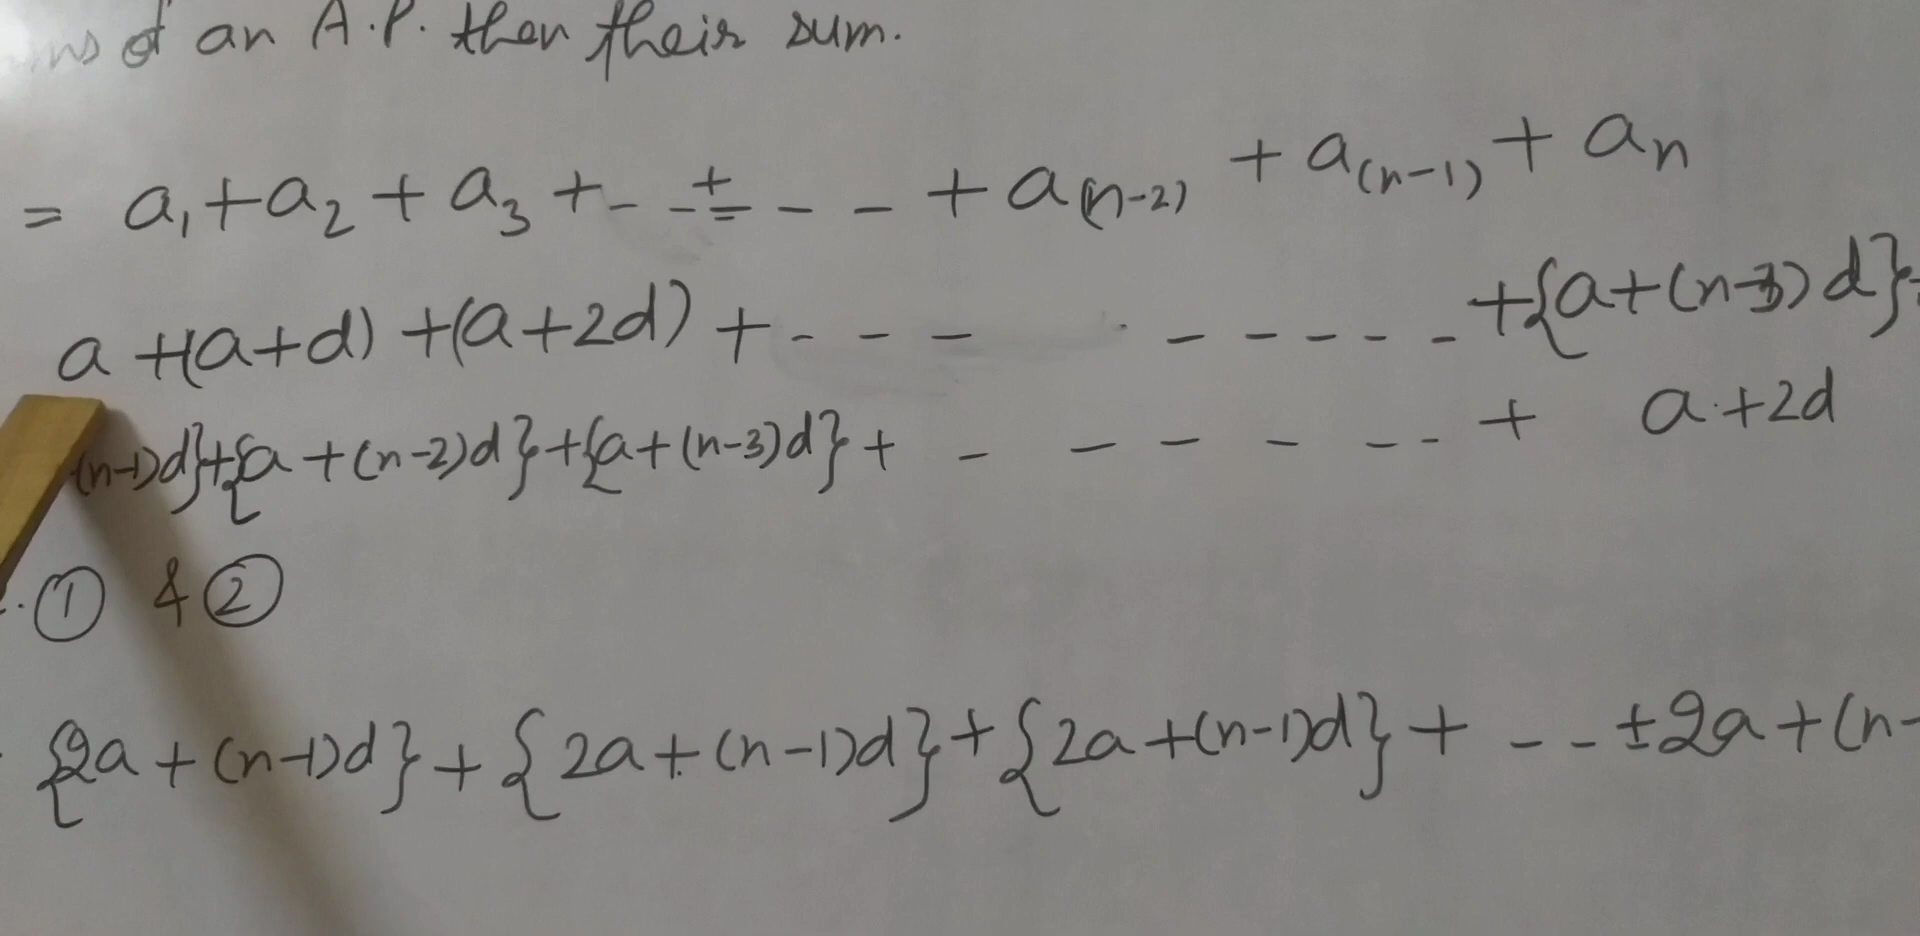 of an A.P. then their sum.
= a₁ + a₂ + a₃ + - - ± - - + a(n-2) + a(n-1) + an
a + (a+d) + (a+2d) + - - - - - - - - + {a+(n-3)d} +
(n-1)d} + {a+(n-2)d} + {a+(n-3)d} + - - - - - - + a+2d
① & ②
{2a+(n-1)d} + {2a+(n-1)d} + {2a+(n-1)d} + - - ± 2a+(n-